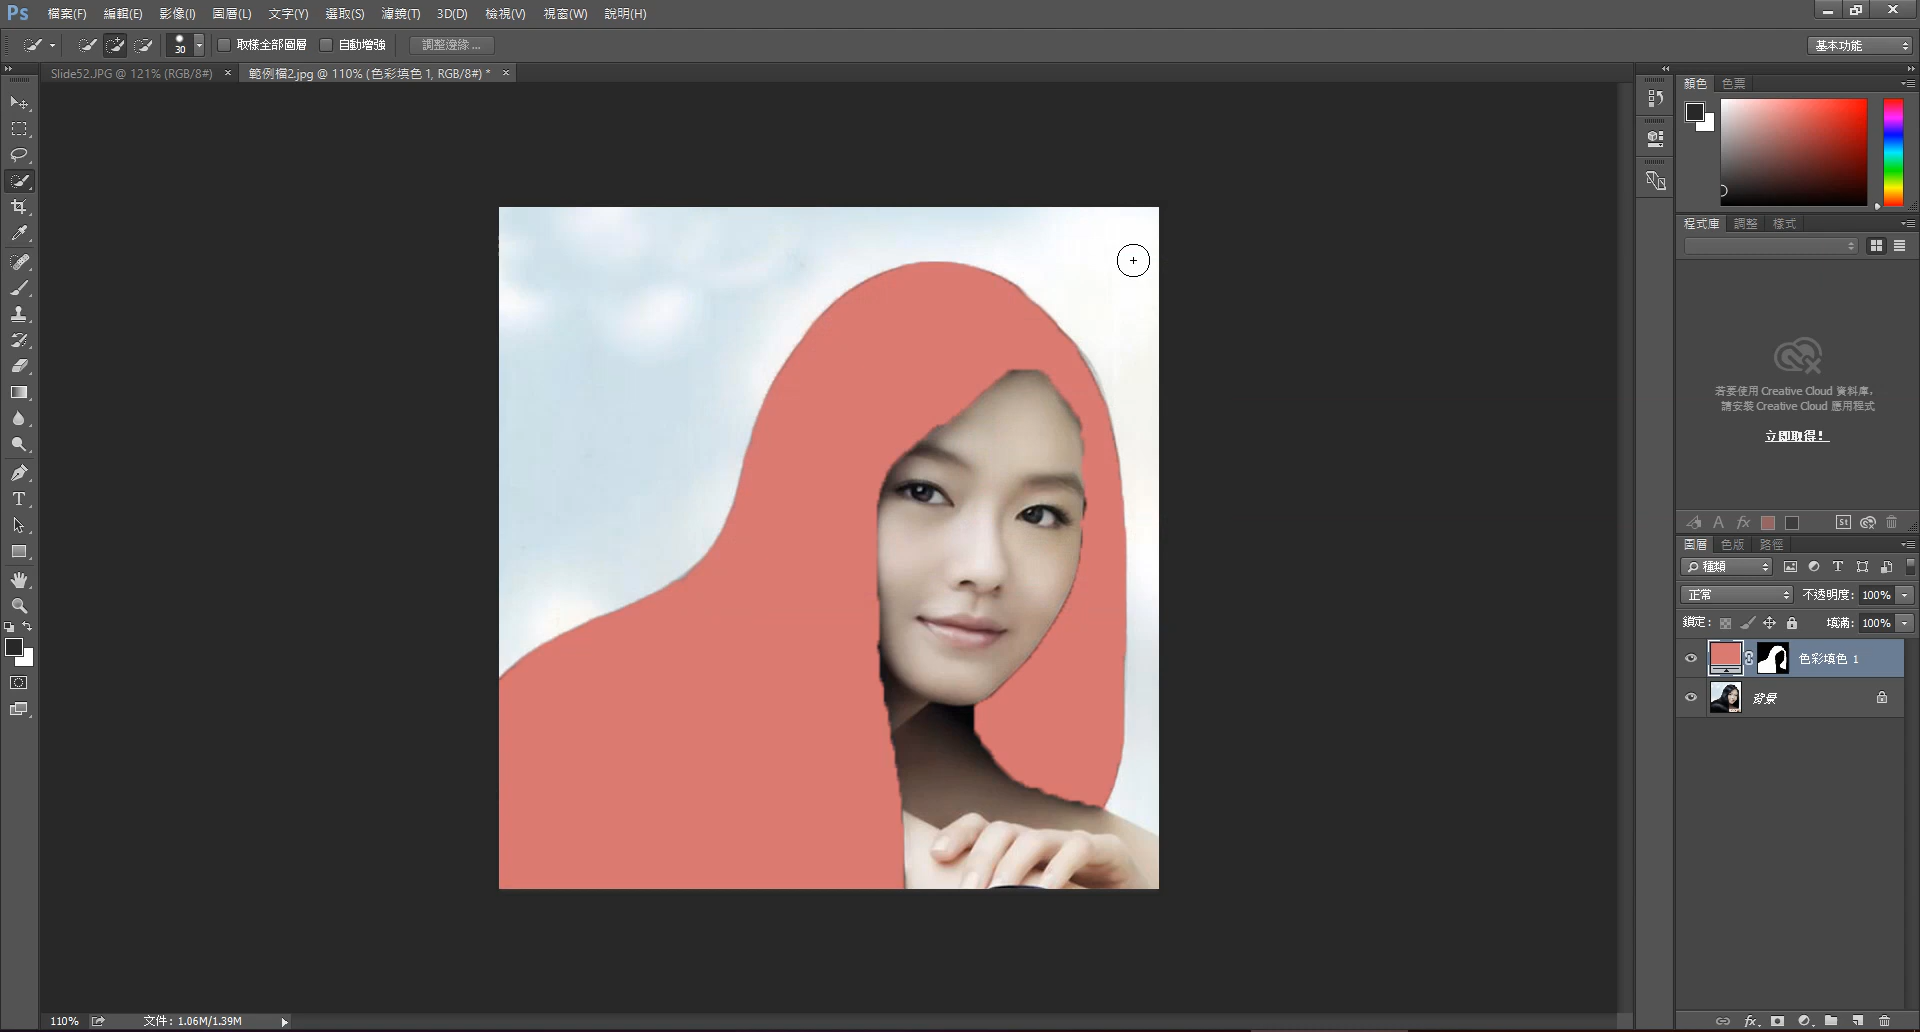 Ps 檔案(F) 編輯(E) 影像(I) 圖層(L) 文字(Y) 選取(S) 濾鏡(T) 3D(D) 檢視(V) 視窗(W) 說明(H)
30 取樣全部圖層 自動增強 調整邊緣... 基本功能
Slide52.JPG @ 121% (RGB/8#) × 範例檔2.jpg @ 110% (色彩填色 1, RGB/8#) * ×
顏色 色票
程式庫 調整 樣式
若要使用 Creative Cloud 資料庫，
請安裝 Creative Cloud 應用程式
立即取得！
A fx St
圖層 色版 路徑
種類 T
正常 不透明度: 100%
鎖定: 填滿: 100%
色彩填色 1
背景
110% 文件: 1.06M/1.39M fx